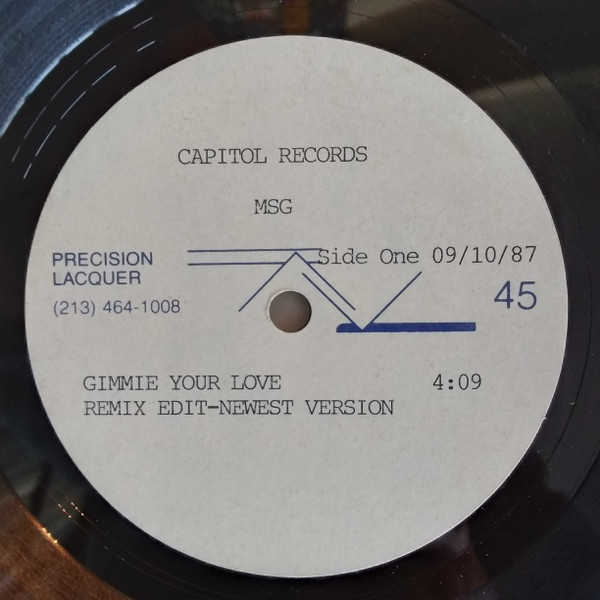 CAPITOL RECORDS
MSG
PRECISION
LACQUER
(213) 464-1008
Side One 09/10/87
45
GIMMIE YOUR LOVE 4:09
REMIX EDIT-NEWEST VERSION